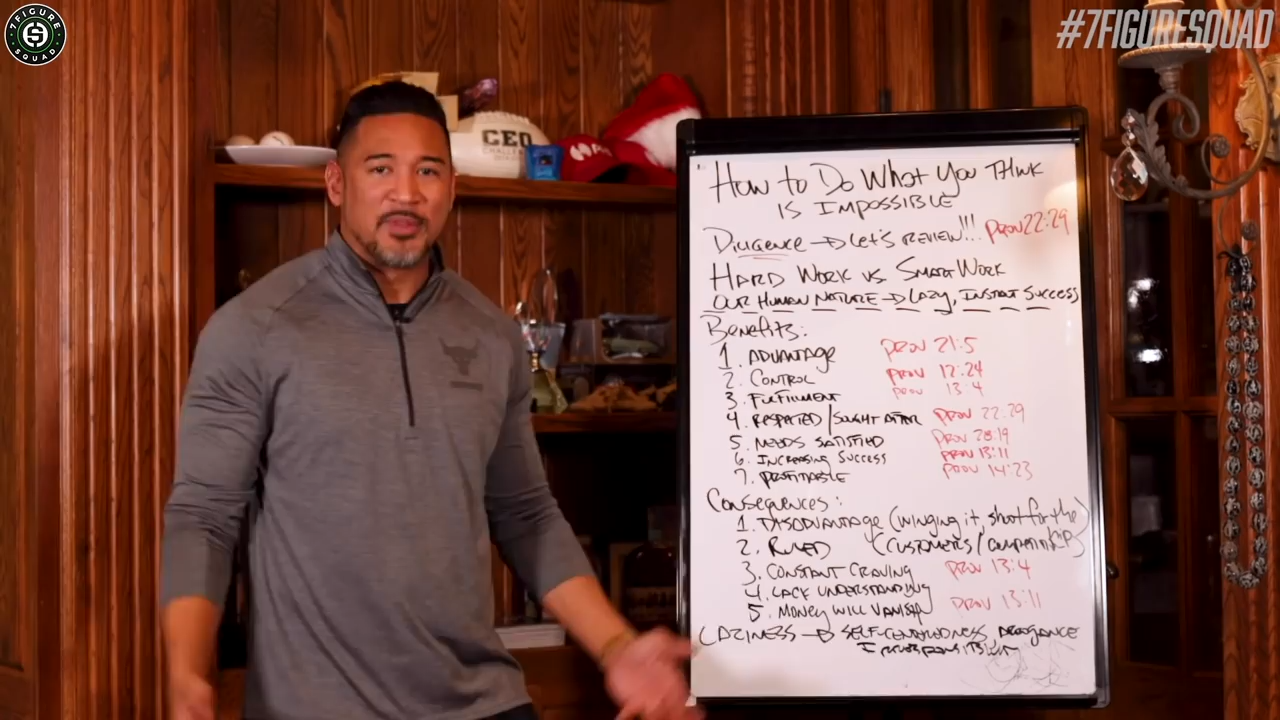 7 FIGURE
SQUAD
#7FIGURESQUAD
CEO
How to Do What You Think
is Impossible
Diligence → Let's Review!!! Prov 22:29
Hard Work vs Smart Work
Our Human Nature → Lazy, Instant Success
Benefits:
1. Advantage Prov 21:5
2. Control Prov 12:24
3. Fulfillment Prov 13:4
4. Respected/Sought After Prov 22:29
5. Needs Satisfied Prov 28:19
6. Increasing Success Prov 13:11
7. Profitable Prov 14:23
Consequences:
1. Disadvantage (winging it, shoot for the
2. Ruled (customers/
3. Constant Craving Prov 13:4
4. Lack Understanding
5. Money Will Vanish Prov 13:11
Laziness → Self-Centeredness, Arrogance